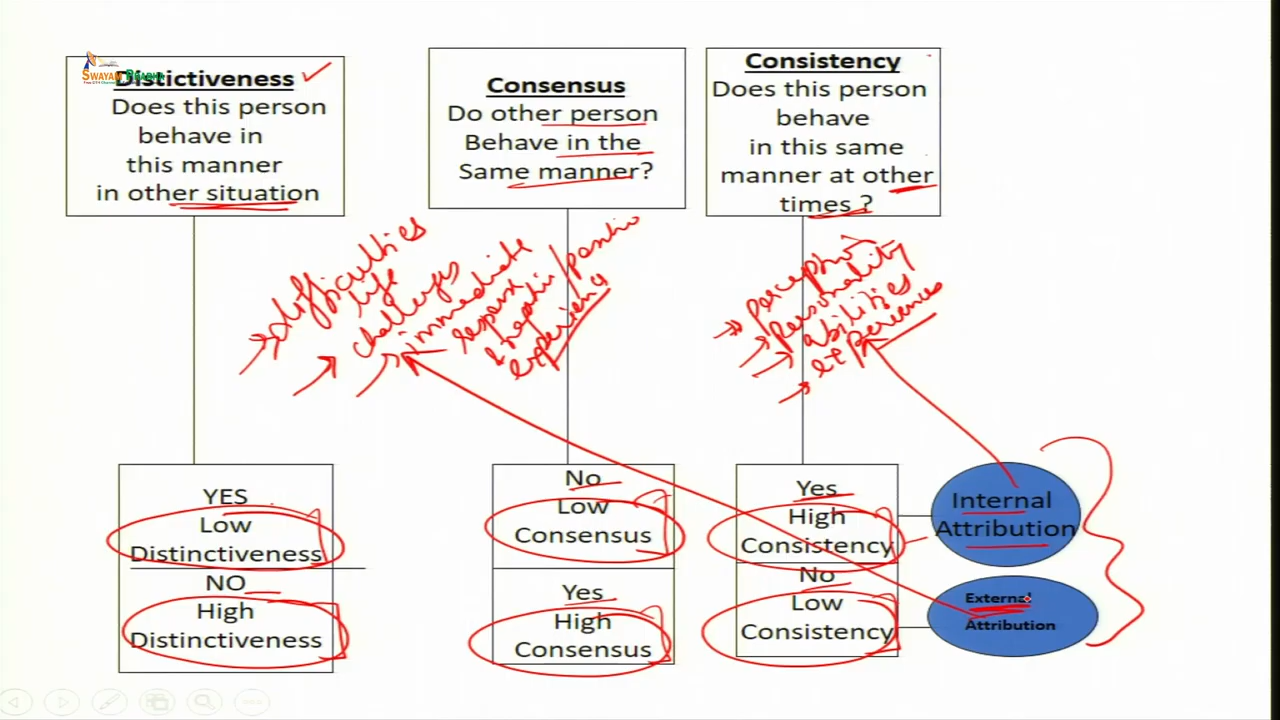 SWAYAM PRABHA
Distictiveness
Does this person
behave in
this manner
in other situation
Consensus
Do other person
Behave in the
Same manner?
Consistency
Does this person
behave
in this same
manner at other
times ?
difficulties
life
challenges
immediate
experience
perception
personality
abilities
experiences
YES
Low
Distinctiveness
NO
High
Distinctiveness
No
Low
Consensus
Yes
High
Consensus
Yes
High
Consistency
No
Low
Consistency
Internal
Attribution
External
Attribution